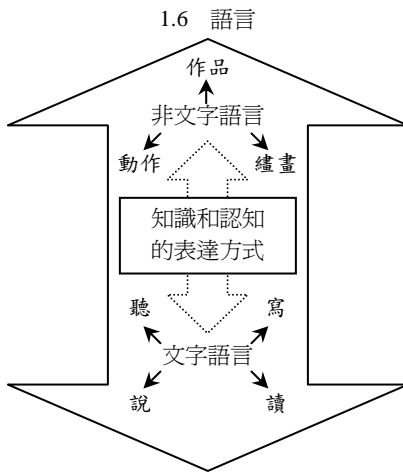 1.6 語言
作品
非文字語言
動作 繪畫
知識和認知
的表達方式
聽 寫
文字語言
說 讀